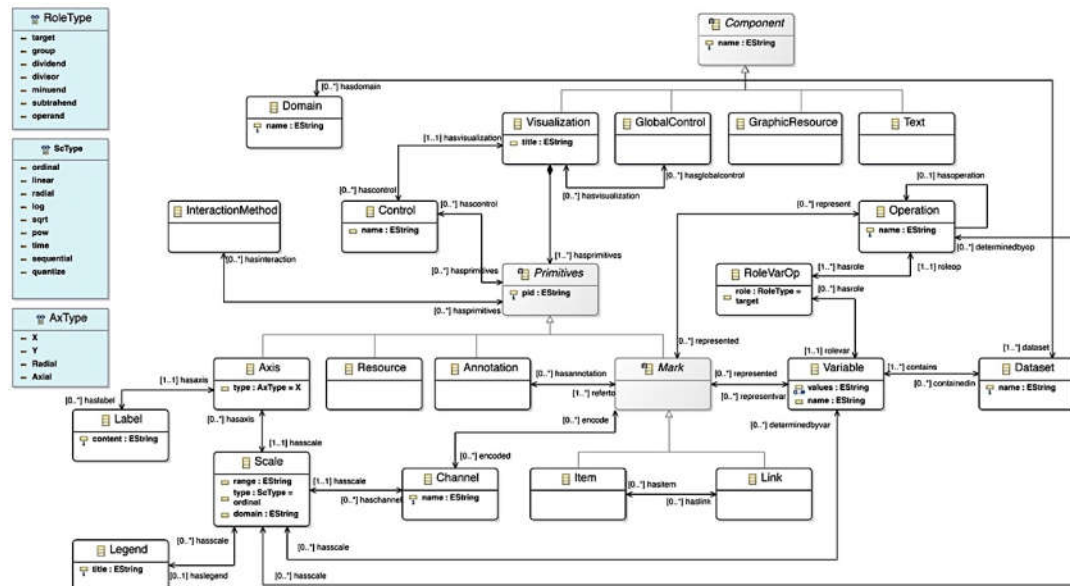 RoleType
target
group
dividend
divisor
minuend
subtrahend
operand
ScType
ordinal
linear
radial
log
sqrt
pow
time
sequential
quantize
AxType
X
Y
Radial
Axial
Component
name : EString
[0..*] hasdomain
Domain
name : EString
Visualization
title : EString
GlobalControl
GraphicResource
Text
[1..1] hasvisualization
[0..*] hasglobalcontrol
[0..*] hasvisualization
[0..1] hasoperation
[0..*] hascontrol
[0..*] hascontrol
InteractionMethod
Control
name : EString
[0..*] represent
Operation
name : EString
[0..*] determinedbyop
[0..*] hasinteraction
[0..*] hasprimitives
[1..*] hasprimitives
Primitives
pid : EString
[0..*] hasprimitives
[1..*] hasrole
[1..1] roleop
RoleVarOp
role : RoleType =
target
[0..*] hasrole
[0..*] represented
[1..1] rolevar
[1..*] dataset
[1..1] hasaxis
Axis
type : AxType = X
Resource
Annotation
[0..*] hasannotation
[1..*] referto
Mark
[0..*] represented
[0..*] representvar
Variable
values : EString
name : EString
[1..*] contains
[0..*] containedin
Dataset
name : EString
[0..*] haslabel
Label
content : EString
[0..*] hasaxis
[0..*] encode
[0..*] determinedbyvar
[1..1] hasscale
[0..*] encoded
Scale
range : EString
type : ScType =
ordinal
domain : EString
[1..1] hasscale
[0..*] haschannel
Channel
name : EString
Item
[0..*] hasitem
[0..*] haslink
Link
[0..*] hasscale
[0..*] hasscale
Legend
title : EString
[0..1] haslegend
[0..*] hasscale